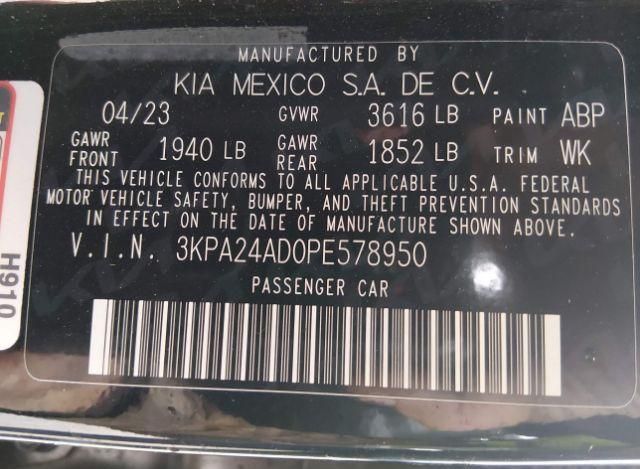 MANUFACTURED BY
KIA MEXICO S.A. DE C.V.
04/23 GVWR 3616 LB PAINT ABP
GAWR FRONT 1940 LB GAWR REAR 1852 LB TRIM WK
THIS VEHICLE CONFORMS TO ALL APPLICABLE U.S.A. FEDERAL
MOTOR VEHICLE SAFETY, BUMPER, AND THEFT PREVENTION STANDARDS
IN EFFECT ON THE DATE OF MANUFACTURE SHOWN ABOVE.
V.I.N. 3KPA24AD0PE578950
PASSENGER CAR
H910